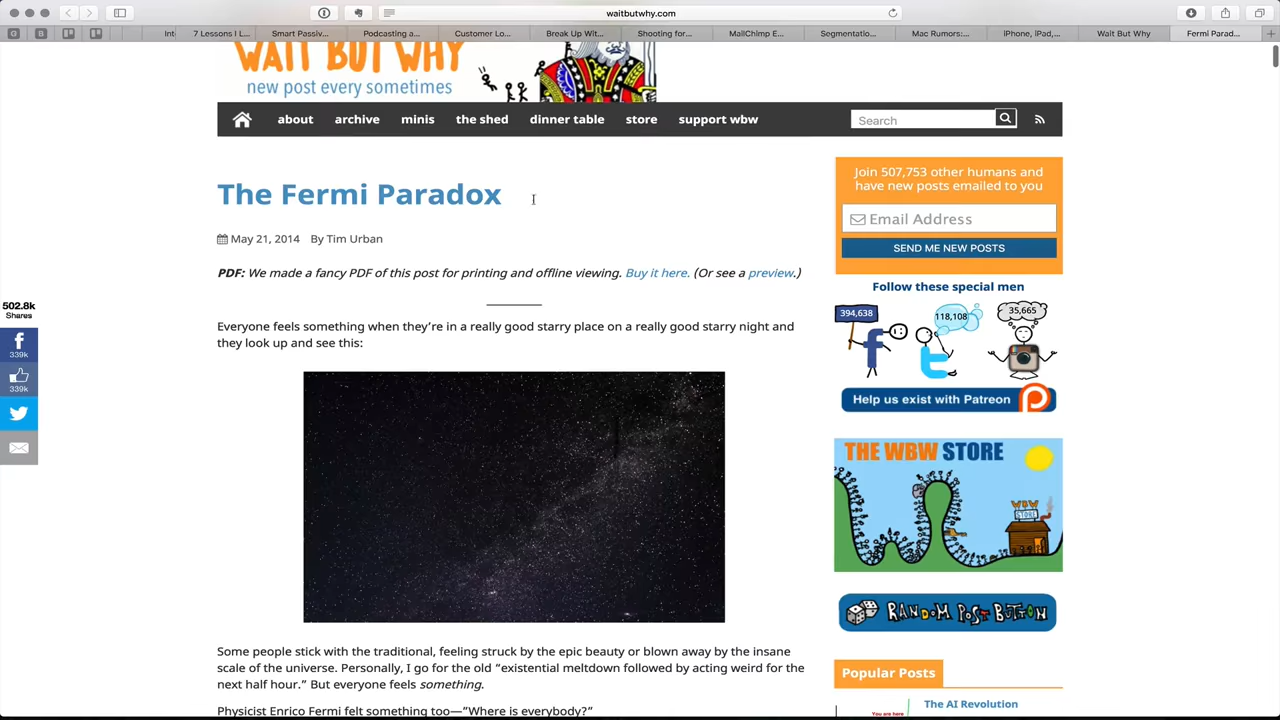 waitbutwhy.com
Int
7 Lessons I L...
Smart Passiv...
Podcasting a...
Customer Lo...
Break Up Wit...
Shooting for...
MailChimp E...
Segmentatio...
Mac Rumors:...
iPhone, iPad,...
Wait But Why
Fermi Parad...
WAIT BUT WHY
new post every sometimes
about
archive
minis
the shed
dinner table
store
support wbw
Search
The Fermi Paradox
May 21, 2014 By Tim Urban
PDF: We made a fancy PDF of this post for printing and offline viewing. Buy it here. (Or see a preview.)
Everyone feels something when they're in a really good starry place on a really good starry night and
they look up and see this:
502.8k
Shares
339k
339k
Some people stick with the traditional, feeling struck by the epic beauty or blown away by the insane
scale of the universe. Personally, I go for the old “existential meltdown followed by acting weird for the
next half hour.” But everyone feels something.
Physicist Enrico Fermi felt something too—”Where is everybody?”
Join 507,753 other humans and
have new posts emailed to you
Email Address
SEND ME NEW POSTS
Follow these special men
394,638
118,108
35,665
Help us exist with Patreon
THE WBW STORE
WBW
STORE
RANDOM POST BUTTON
Popular Posts
You are here
The AI Revolution